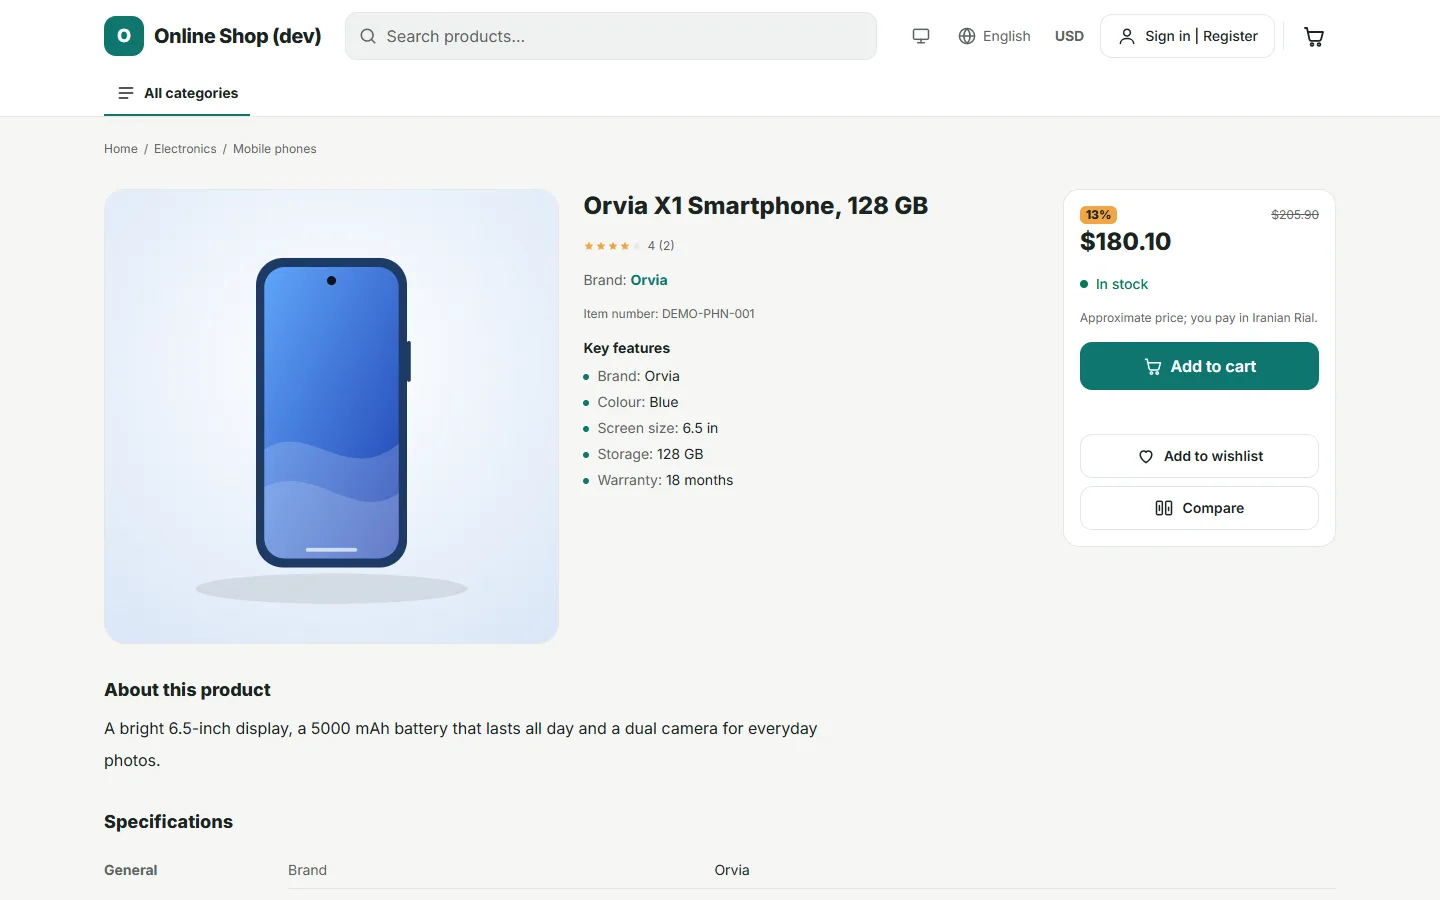 O Online Shop (dev)
Search products...
English
USD
Sign in | Register
All categories
Home / Electronics / Mobile phones
Orvia X1 Smartphone, 128 GB
4 (2)
Brand: Orvia
Item number: DEMO-PHN-001
Key features
Brand: Orvia
Colour: Blue
Screen size: 6.5 in
Storage: 128 GB
Warranty: 18 months
13%
$205.90
$180.10
In stock
Approximate price; you pay in Iranian Rial.
Add to cart
Add to wishlist
Compare
About this product
A bright 6.5-inch display, a 5000 mAh battery that lasts all day and a dual camera for everyday
photos.
Specifications
General Brand Orvia